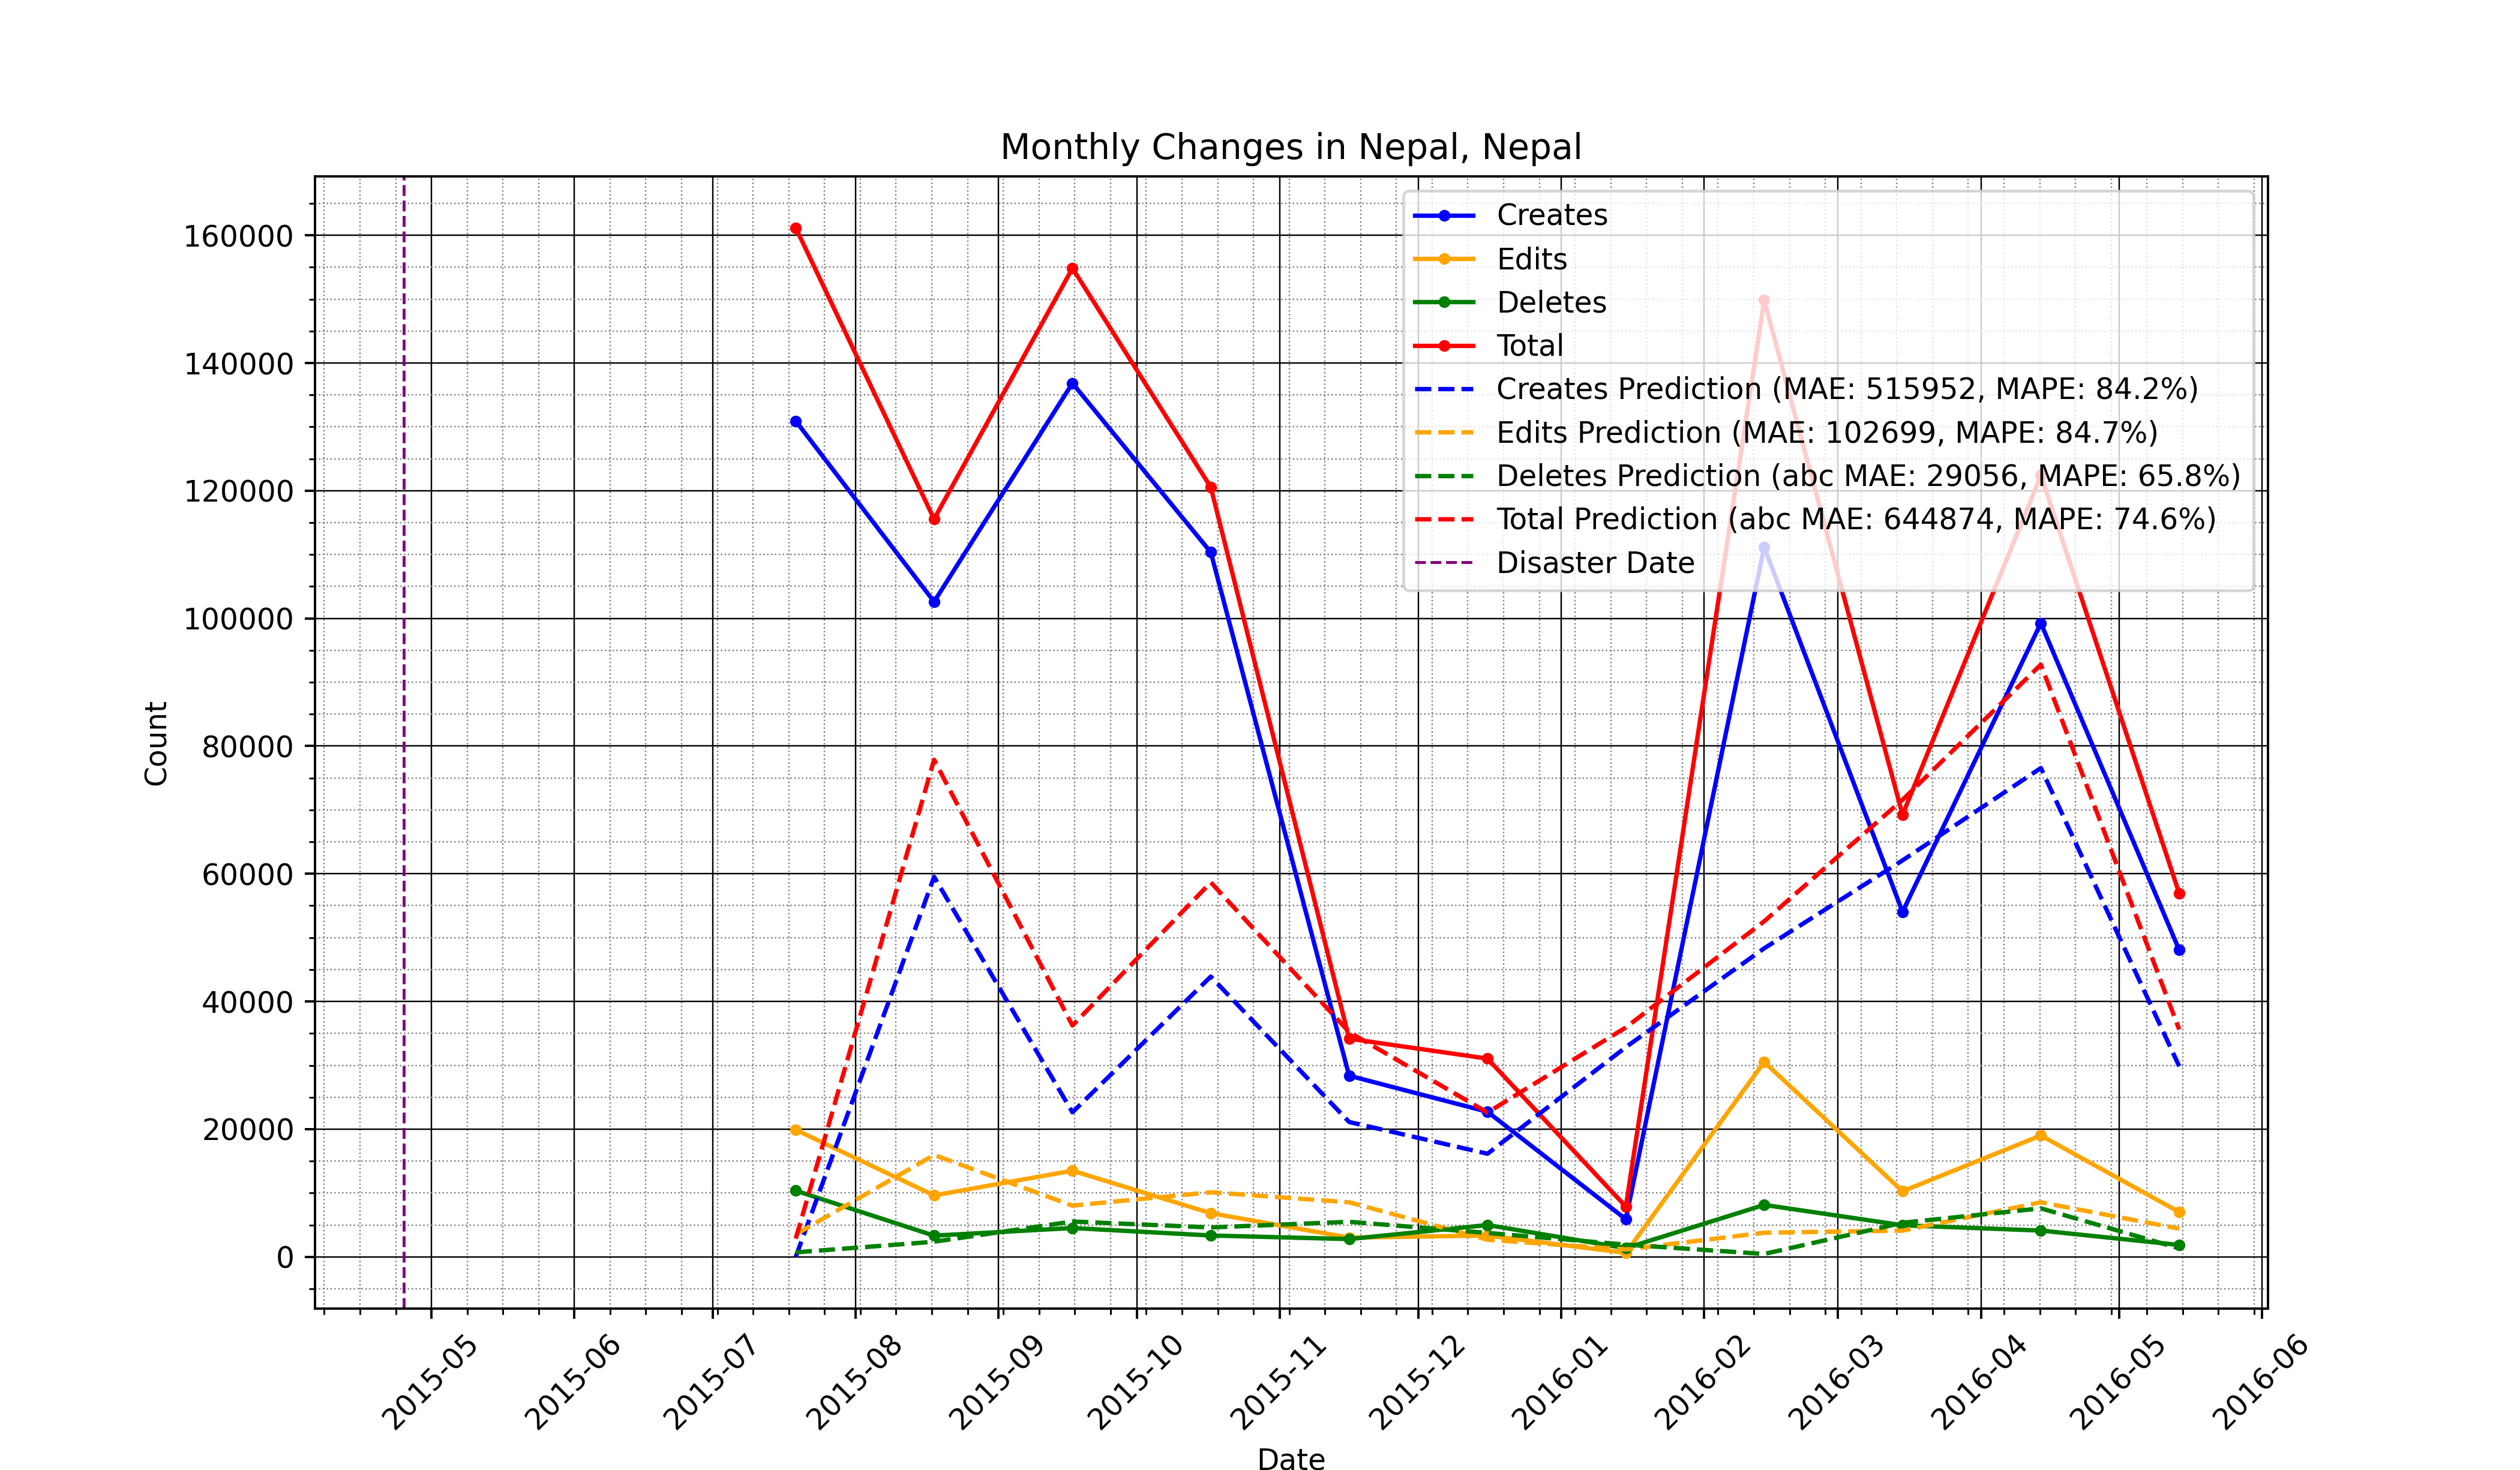 Monthly Changes in Nepal, Nepal
Creates
Edits
Deletes
Total
Creates Prediction (MAE: 515952, MAPE: 84.2%)
Edits Prediction (MAE: 102699, MAPE: 84.7%)
Deletes Prediction (abc MAE: 29056, MAPE: 65.8%)
Total Prediction (abc MAE: 644874, MAPE: 74.6%)
Disaster Date
160000
140000
120000
100000
80000
60000
40000
20000
0
Count
2015-05
2015-06
2015-07
2015-08
2015-09
2015-10
2015-11
2015-12
2016-01
2016-02
2016-03
2016-04
2016-05
2016-06
Date